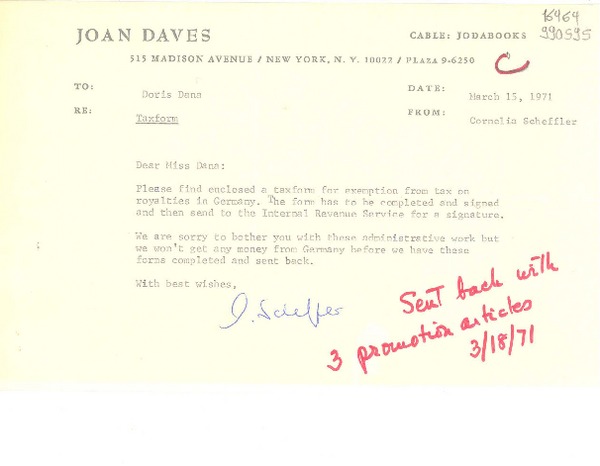 16464
990595
JOAN DAVES
CABLE: JODABOOKS
515 MADISON AVENUE / NEW YORK, N. Y. 10022 / PLAZA 9-6250
C
TO: Doris Dana
DATE: March 15, 1971
RE: Taxform
FROM: Cornelia Scheffler
Dear Miss Dana:
Please find enclosed a taxform for exemption from tax on
royalties in Germany. The form has to be completed and signed
and then send to the Internal Revenue Service for a signature.
We are sorry to bother you with these administrative work but
we won't get any money from Germany before we have these
forms completed and sent back.
With best wishes,
Sent back with
3 promotion articles
3/18/71